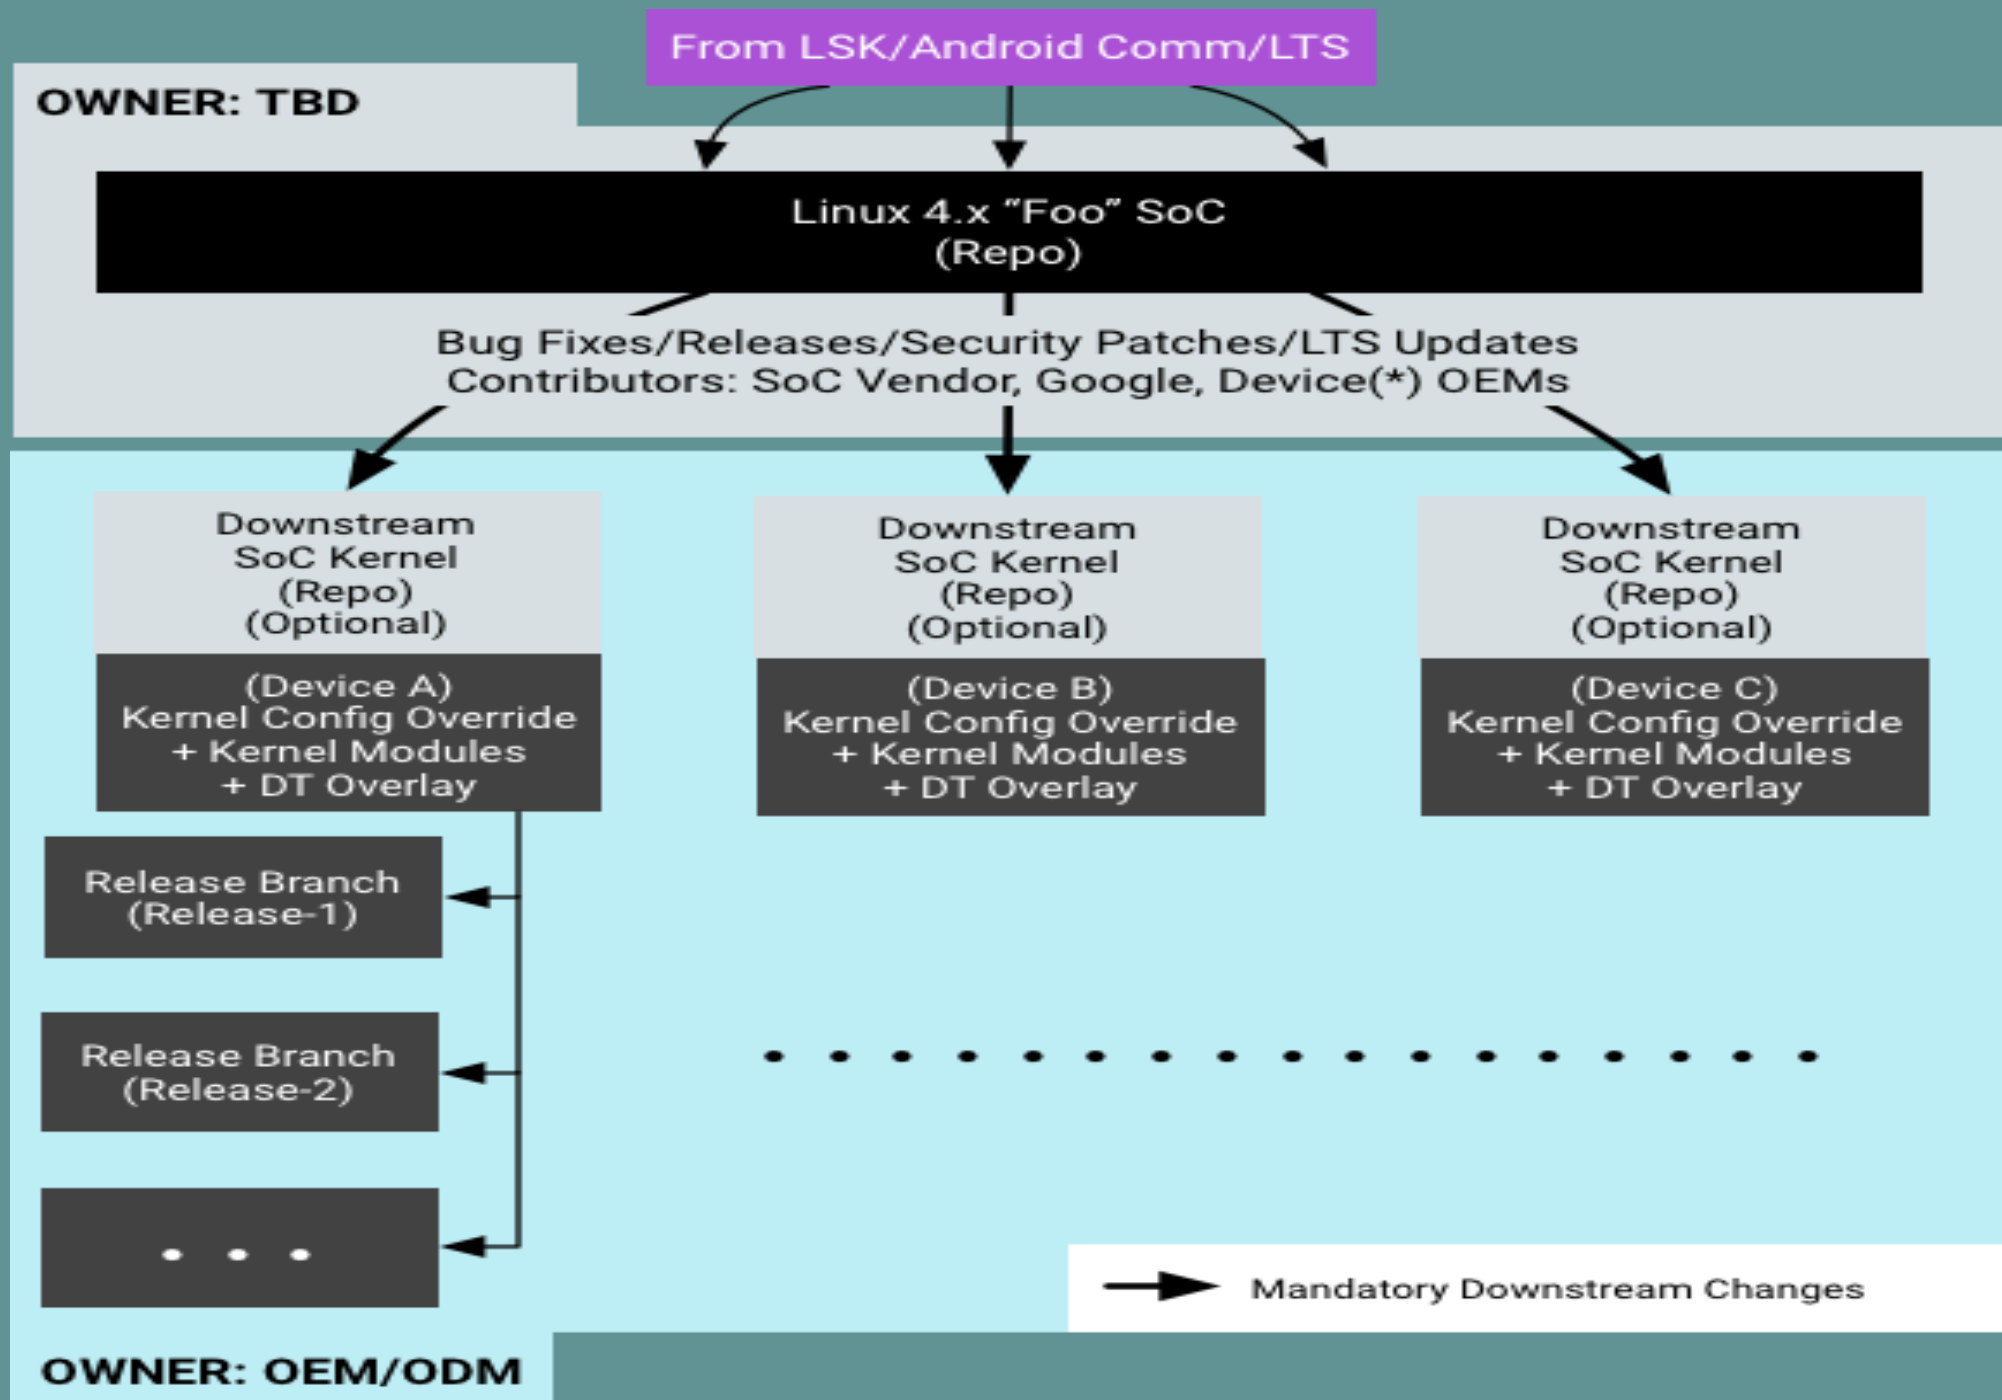 From LSK/Android Comm/LTS
OWNER: TBD
Linux 4.x “Foo” SoC
(Repo)
Bug Fixes/Releases/Security Patches/LTS Updates
Contributors: SoC Vendor, Google, Device(*) OEMs
Downstream
SoC Kernel
(Repo)
(Optional)
(Device A)
Kernel Config Override
+ Kernel Modules
+ DT Overlay
Downstream
SoC Kernel
(Repo)
(Optional)
(Device B)
Kernel Config Override
+ Kernel Modules
+ DT Overlay
Downstream
SoC Kernel
(Repo)
(Optional)
(Device C)
Kernel Config Override
+ Kernel Modules
+ DT Overlay
Release Branch
(Release-1)
Release Branch
(Release-2)
. . .
Mandatory Downstream Changes
OWNER: OEM/ODM